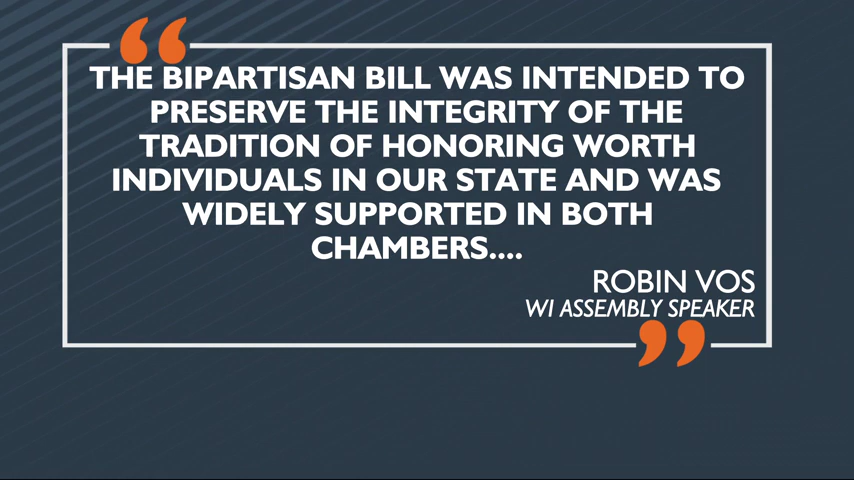 “
THE BIPARTISAN BILL WAS INTENDED TO
PRESERVE THE INTEGRITY OF THE
TRADITION OF HONORING WORTH
INDIVIDUALS IN OUR STATE AND WAS
WIDELY SUPPORTED IN BOTH
CHAMBERS....
ROBIN VOS
WI ASSEMBLY SPEAKER
”